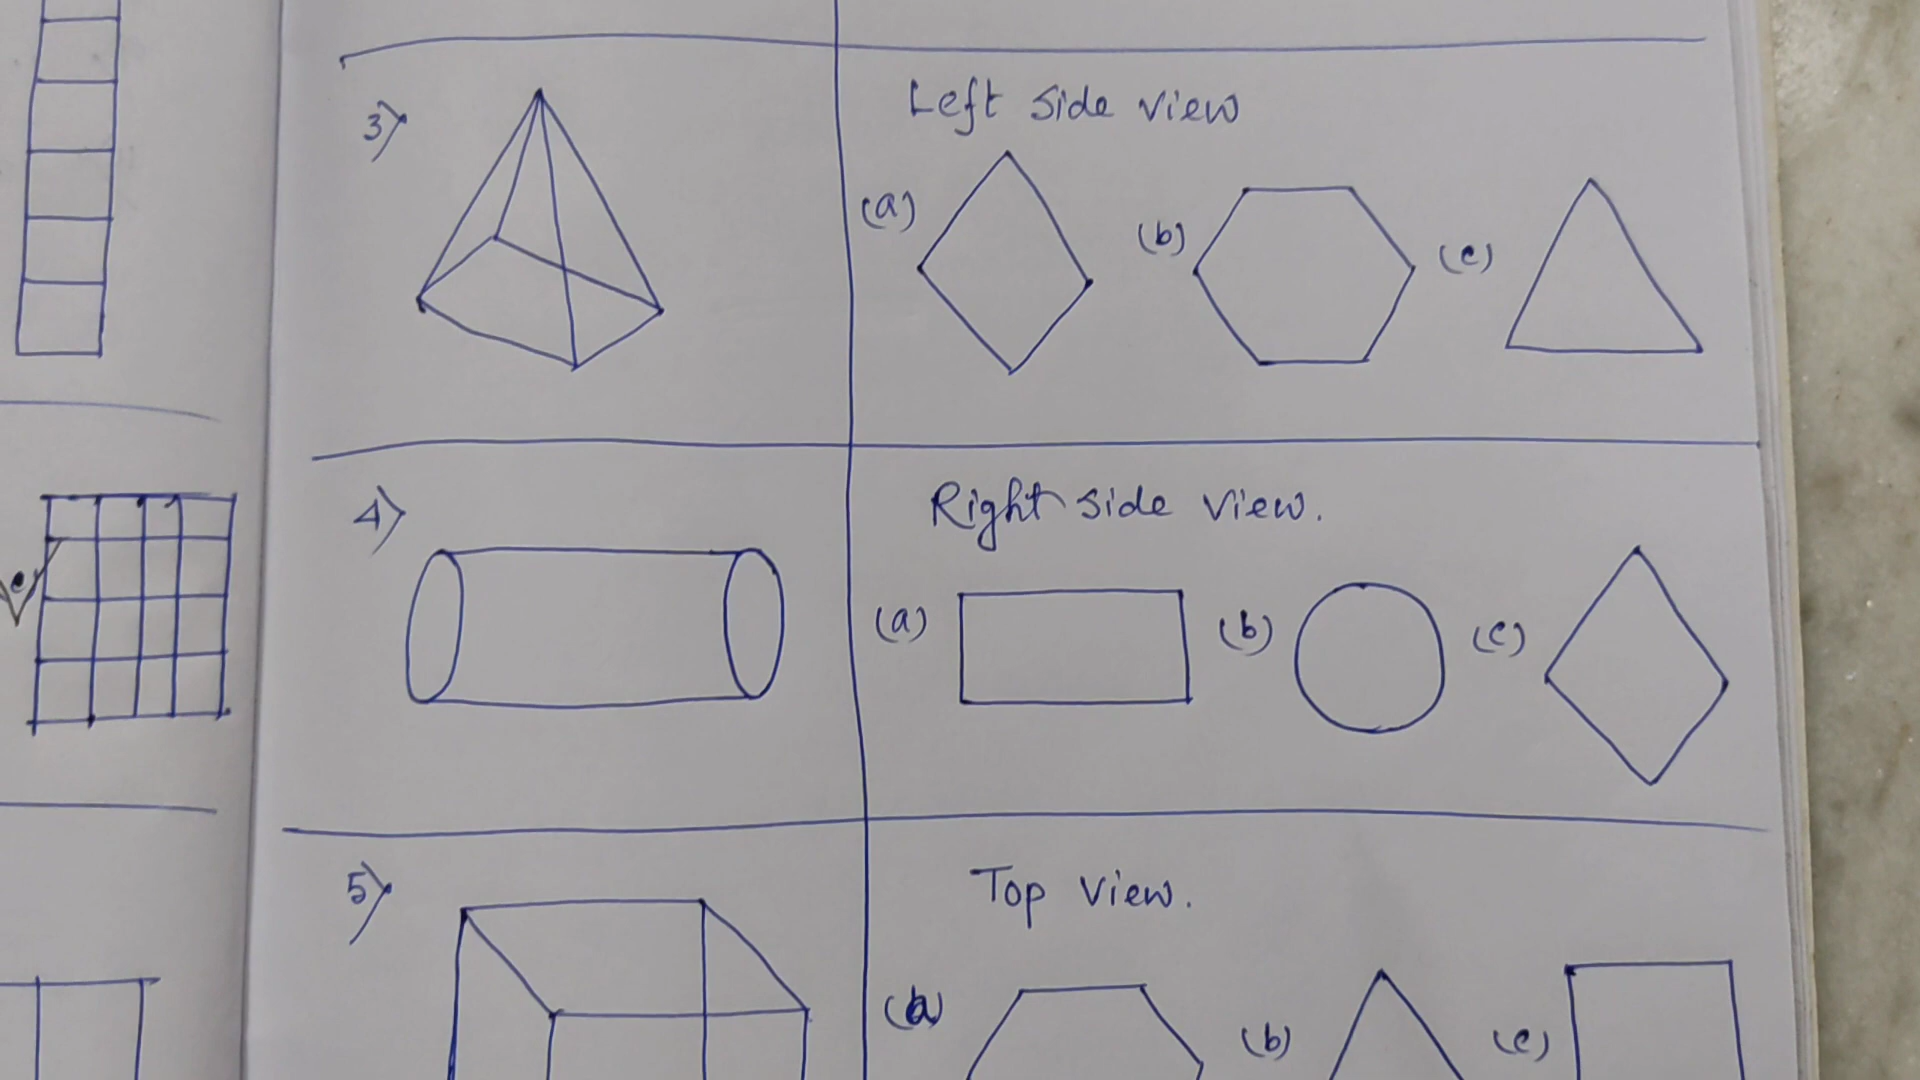 3) Left side view
(a) (b) (c)
4) Right side view.
(a) (b) (c)
5) Top view.
(a) (b) (c)
c